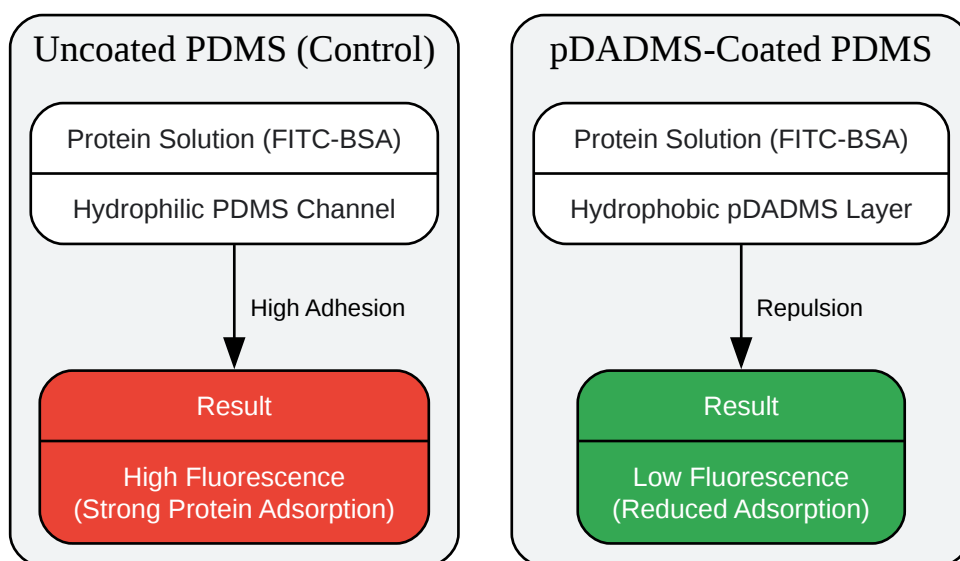 Uncoated PDMS (Control)
Protein Solution (FITC-BSA)
Hydrophilic PDMS Channel
High Adhesion
Result
High Fluorescence
(Strong Protein Adsorption)
pDADMS-Coated PDMS
Protein Solution (FITC-BSA)
Hydrophobic pDADMS Layer
Repulsion
Result
Low Fluorescence
(Reduced Adsorption)